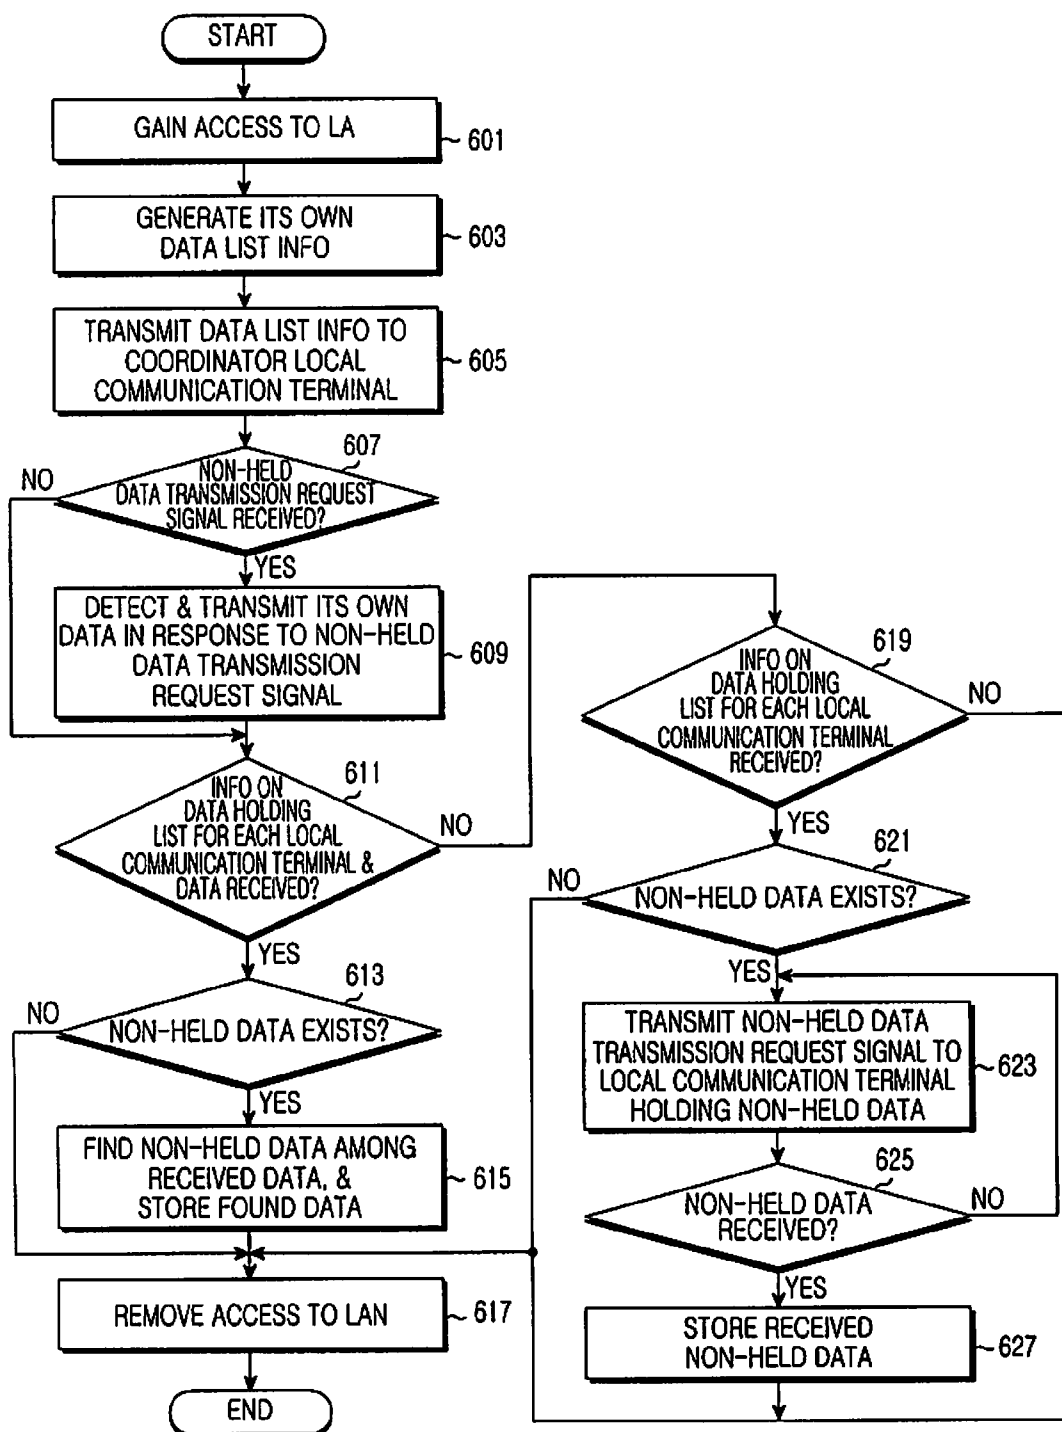 START
GAIN ACCESS TO LA
601
GENERATE ITS OWN
DATA LIST INFO
603
TRANSMIT DATA LIST INFO TO
COORDINATOR LOCAL
COMMUNICATION TERMINAL
605
607
NON-HELD
DATA TRANSMISSION REQUEST
SIGNAL RECEIVED?
NO
YES
DETECT & TRANSMIT ITS OWN
DATA IN RESPONSE TO NON-HELD
DATA TRANSMISSION
REQUEST SIGNAL
609
611
INFO ON
DATA HOLDING
LIST FOR EACH LOCAL
COMMUNICATION TERMINAL &
DATA RECEIVED?
NO
YES
613
NON-HELD DATA EXISTS?
NO
YES
FIND NON-HELD DATA AMONG
RECEIVED DATA, &
STORE FOUND DATA
615
REMOVE ACCESS TO LAN
617
END
619
INFO ON
DATA HOLDING
LIST FOR EACH LOCAL
COMMUNICATION TERMINAL
RECEIVED?
NO
YES
621
NON-HELD DATA EXISTS?
NO
YES
TRANSMIT NON-HELD DATA
TRANSMISSION REQUEST SIGNAL TO
LOCAL COMMUNICATION TERMINAL
HOLDING NON-HELD DATA
623
625
NON-HELD DATA
RECEIVED?
NO
YES
STORE RECEIVED
NON-HELD DATA
627